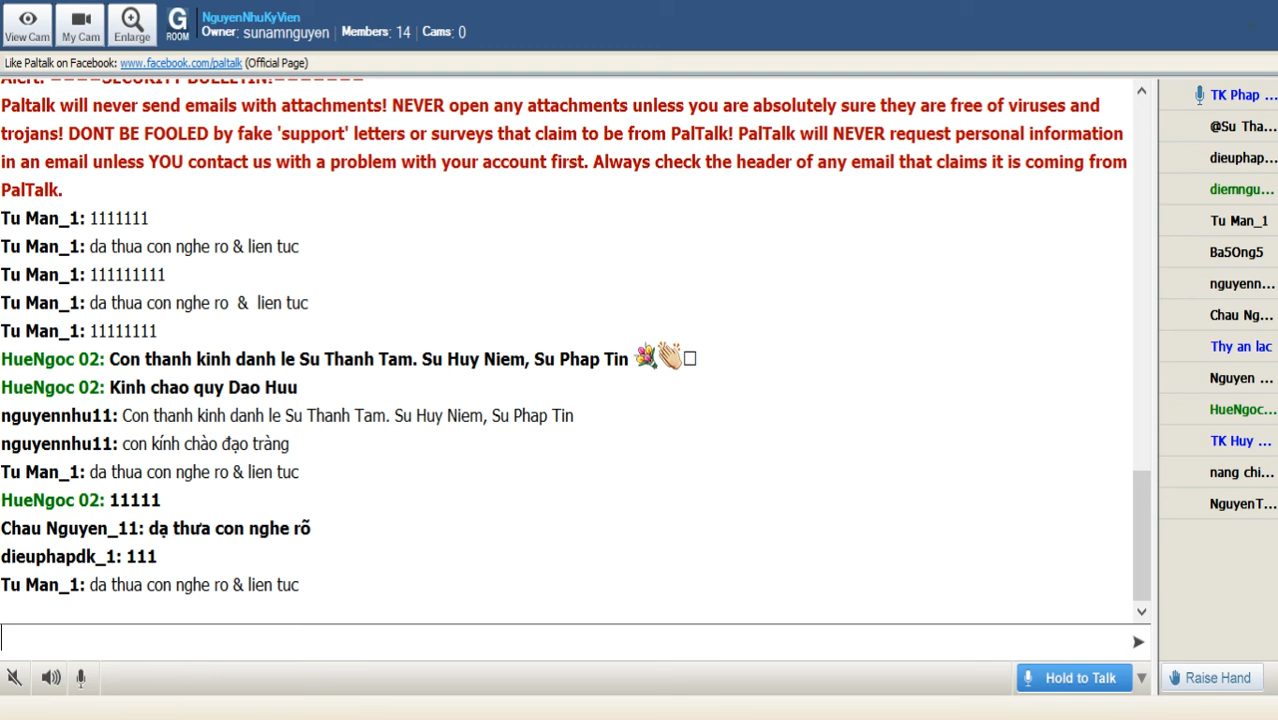 View Cam
My Cam
Enlarge
G
ROOM
NguyenNhuKyVien
Owner: sunamnguyen Members: 14 Cams: 0
Like Paltalk on Facebook: www.facebook.com/paltalk (Official Page)
Alert: ====SECURITY BULLETIN!=======
Paltalk will never send emails with attachments! NEVER open any attachments unless you are absolutely sure they are free of viruses and
trojans! DONT BE FOOLED by fake 'support' letters or surveys that claim to be from PalTalk! PalTalk will NEVER request personal information
in an email unless YOU contact us with a problem with your account first. Always check the header of any email that claims it is coming from
PalTalk.
Tu Man_1: 1111111
Tu Man_1: da thua con nghe ro & lien tuc
Tu Man_1: 111111111
Tu Man_1: da thua con nghe ro & lien tuc
Tu Man_1: 11111111
HueNgoc 02: Con thanh kinh danh le Su Thanh Tam. Su Huy Niem, Su Phap Tin
HueNgoc 02: Kinh chao quy Dao Huu
nguyennhu11: Con thanh kinh danh le Su Thanh Tam. Su Huy Niem, Su Phap Tin
nguyennhu11: con kính chào đạo tràng
Tu Man_1: da thua con nghe ro & lien tuc
HueNgoc 02: 11111
Chau Nguyen_11: dạ thưa con nghe rõ
dieuphapdk_1: 111
Tu Man_1: da thua con nghe ro & lien tuc
Hold to Talk
TK Phap ...
@Su Tha...
dieuphap...
diemngu...
Tu Man_1
Ba5Ong5
nguyenn...
Chau Ng...
Thy an lac
Nguyen ...
HueNgoc...
TK Huy ...
nang chi...
NguyenT...
Raise Hand